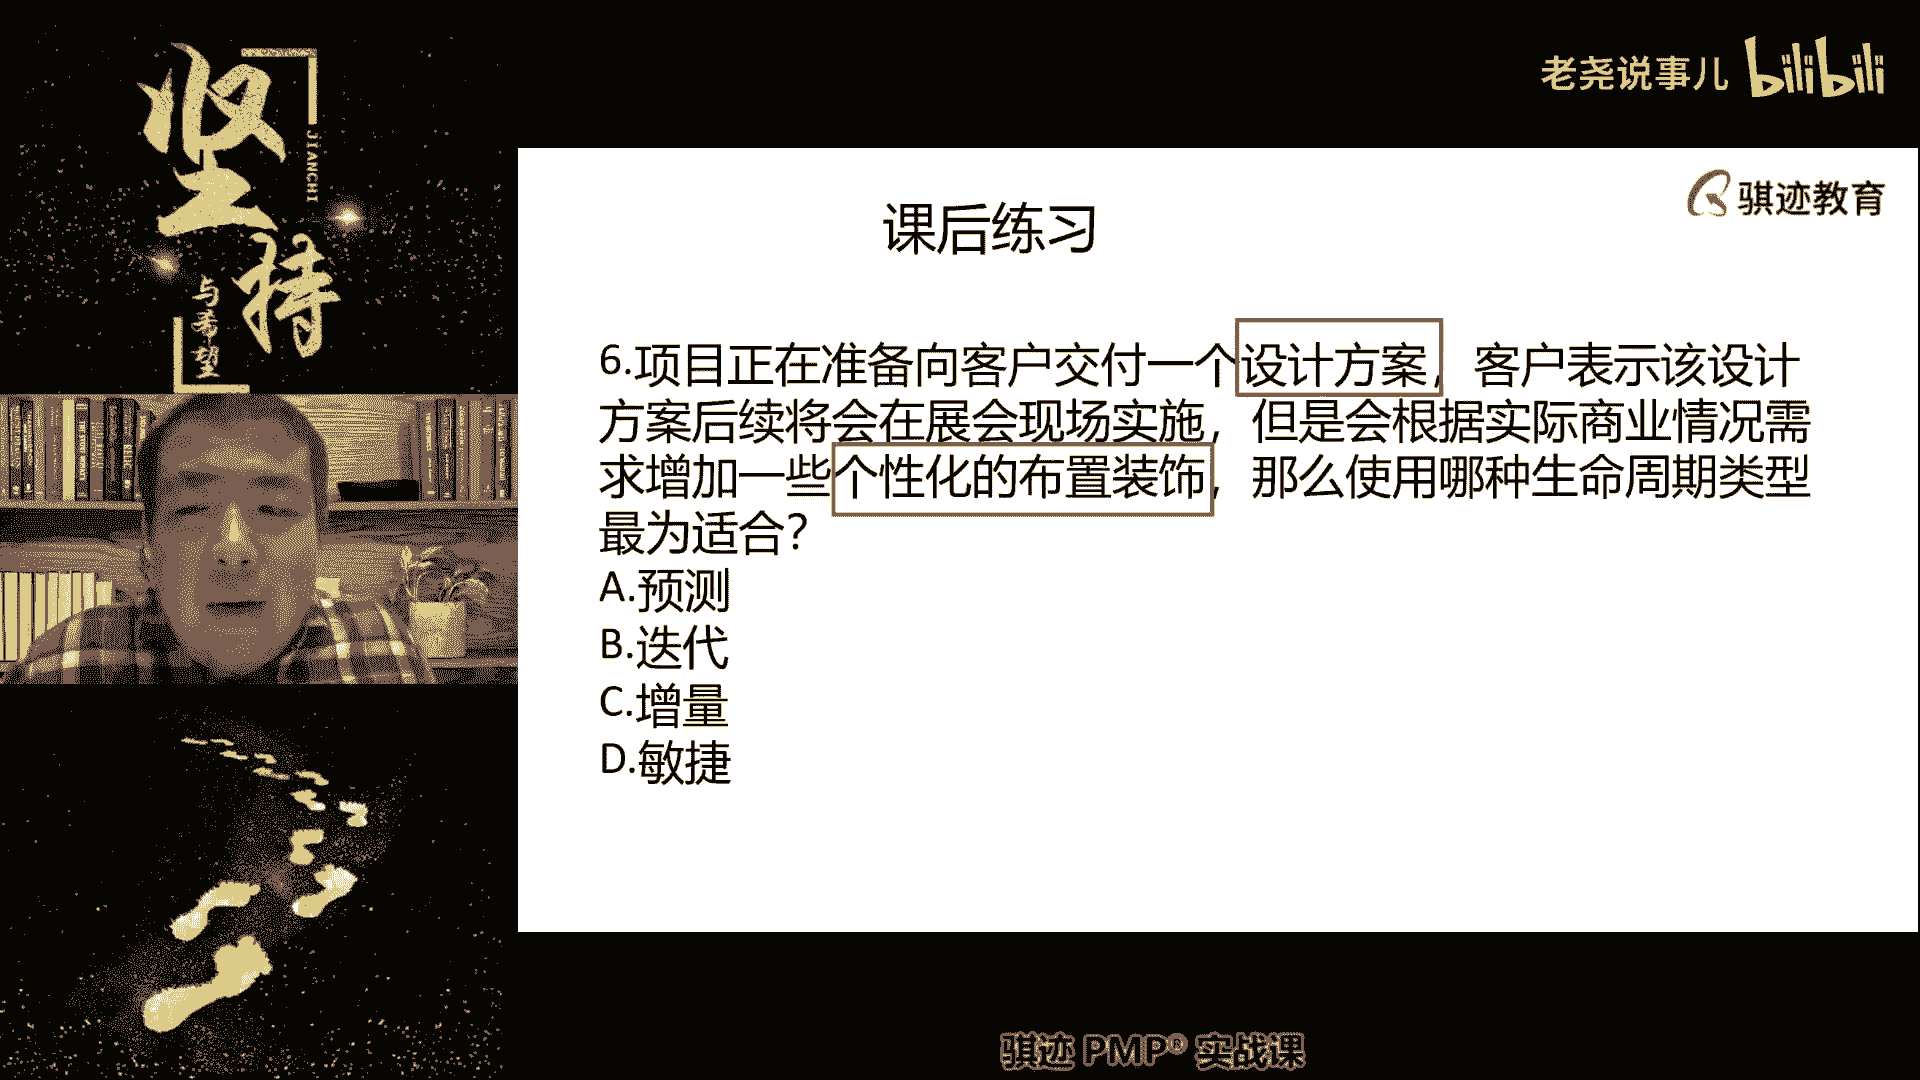 坚持
JIANCHI
与希望
老尧说事儿 bilibili
骐迹教育
课后练习
6.项目正在准备向客户交付一个设计方案，客户表示该设计
方案后续将会在展会现场实施，但是会根据实际商业情况需
求增加一些个性化的布置装饰，那么使用哪种生命周期类型
最为适合？
A.预测
B.迭代
C.增量
D.敏捷
骐迹 PMP® 实战课